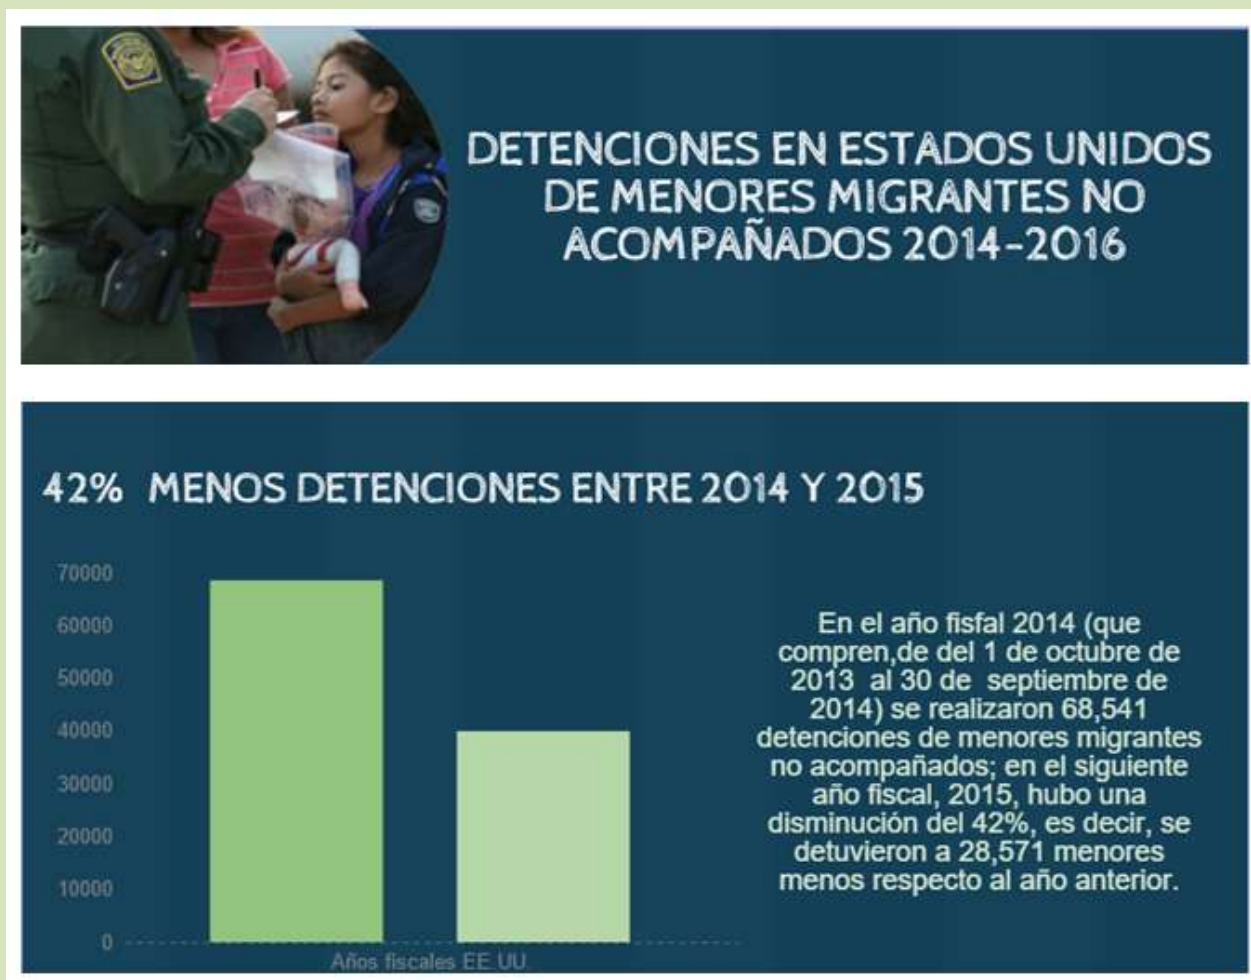 DETENCIONES EN ESTADOS UNIDOS
DE MENORES MIGRANTES NO
ACOMPAÑADOS 2014-2016
42% MENOS DETENCIONES ENTRE 2014 Y 2015
70000
60000
50000
40000
30000
20000
10000
0
Años fiscales EE.UU.
En el año fisfal 2014 (que
compren,de del 1 de octubre de
2013 al 30 de septiembre de
2014) se realizaron 68,541
detenciones de menores migrantes
no acompañados; en el siguiente
año fiscal, 2015, hubo una
disminución del 42%, es decir, se
detuvieron a 28,571 menores
menos respecto al año anterior.